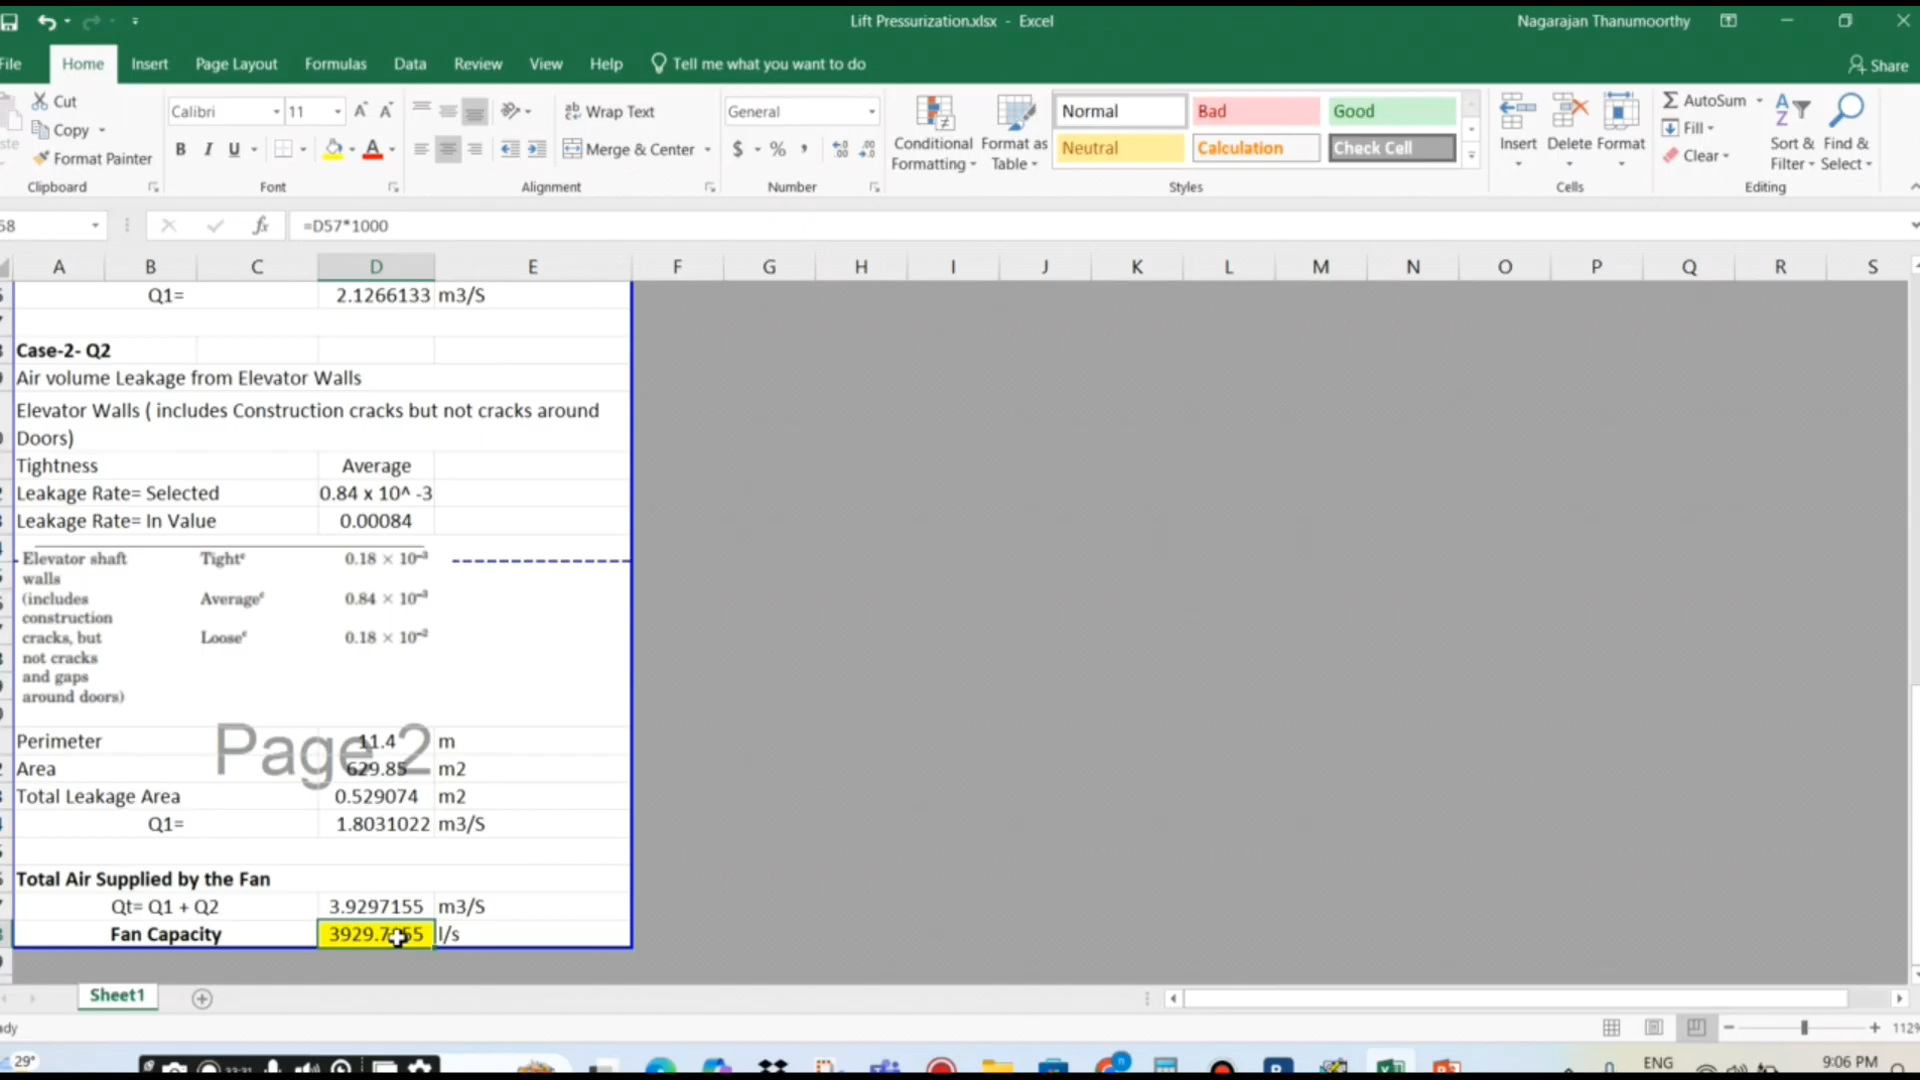 Lift Pressurization.xlsx - Excel
Nagarajan Thanumoorthy
File Home Insert Page Layout Formulas Data Review View Help Tell me what you want to do
Share
Cut
Copy
Format Painter
Clipboard
Calibri 11
B I U
Font
Wrap Text
Merge & Center
Alignment
General
$ % ,
Number
Conditional Formatting
Format as Table
Normal Bad Good
Neutral Calculation Check Cell
Styles
Insert Delete Format
Cells
AutoSum
Fill
Clear
Sort & Filter
Find & Select
Editing
=D57*1000
A B C D E F G H I J K L M N O P Q R S
Q1= 2.1266133 m3/S
Case-2- Q2
Air volume Leakage from Elevator Walls
Elevator Walls ( includes Construction cracks but not cracks around
Doors)
Tightness Average
Leakage Rate= Selected 0.84 x 10^ -3
Leakage Rate= In Value 0.00084
Elevator shaft Tightᶜ 0.18 × 10⁻³
walls
(includes Averageᶜ 0.84 × 10⁻³
construction
cracks, but Looseᶜ 0.18 × 10⁻²
not cracks
and gaps
around doors)
Page 2
Perimeter 11.4 m
Area 629.85 m2
Total Leakage Area 0.529074 m2
Q1= 1.8031022 m3/S
Total Air Supplied by the Fan
Qt= Q1 + Q2 3.9297155 m3/S
Fan Capacity l/s
Sheet1
112%
29°
ENG
9:06 PM